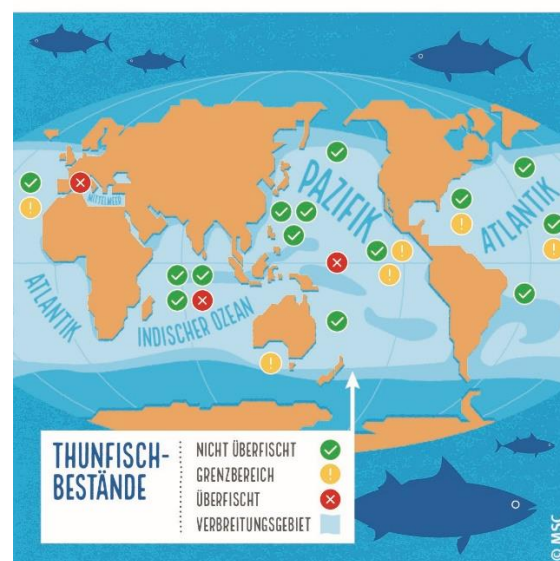 PAZIFIK
MITTELMEER
ATLANTIK
ATLANTIK
INDISCHER OZEAN
THUNFISCH-
BESTÄNDE
NICHT ÜBERFISCHT
GRENZBEREICH
ÜBERFISCHT
VERBREITUNGSGEBIET
© MSC